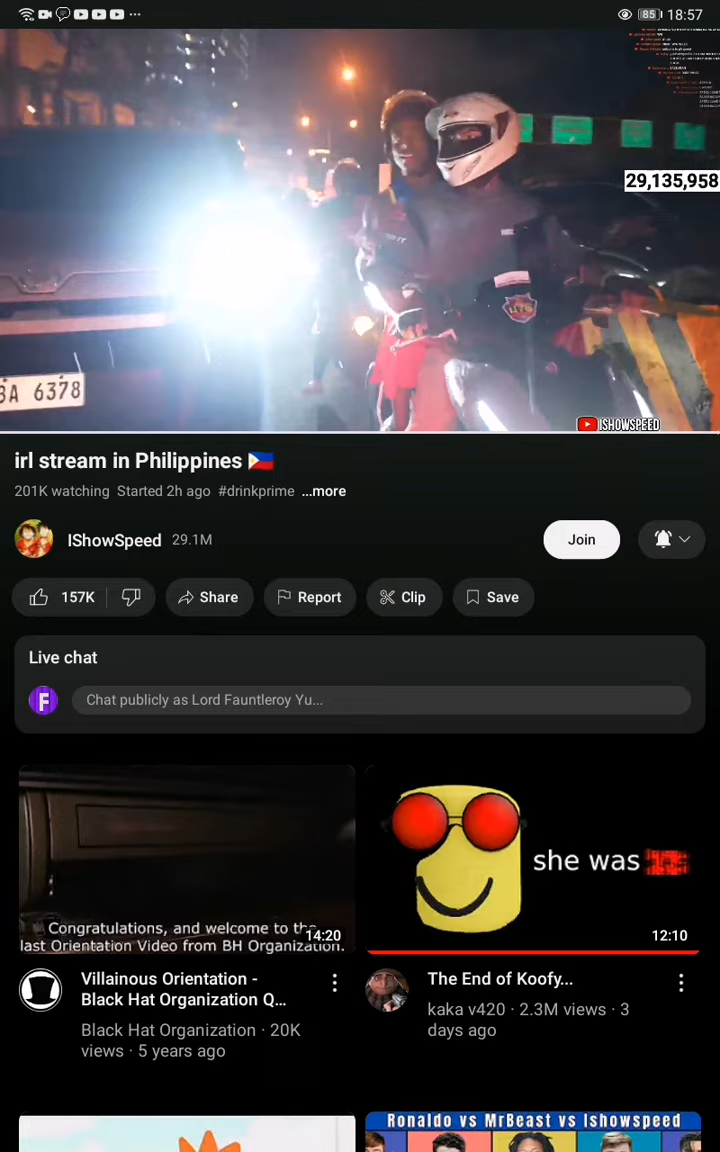 85 18:57
29,135,958
3A 6378
ISHOWSPEED
irl stream in Philippines 🇵🇭
201K watching Started 2h ago #drinkprime ...more
IShowSpeed 29.1M
Join
157K
Share
Report
Clip
Save
Live chat
F
Chat publicly as Lord Fauntleroy Yu...
Congratulations, and welcome to the
last Orientation Video from BH Organization.
14:20
she was
12:10
Villainous Orientation -
Black Hat Organization Q...
Black Hat Organization · 20K
views · 5 years ago
The End of Koofy...
kaka v420 · 2.3M views · 3
days ago
Ronaldo vs MrBeast vs Ishowspeed